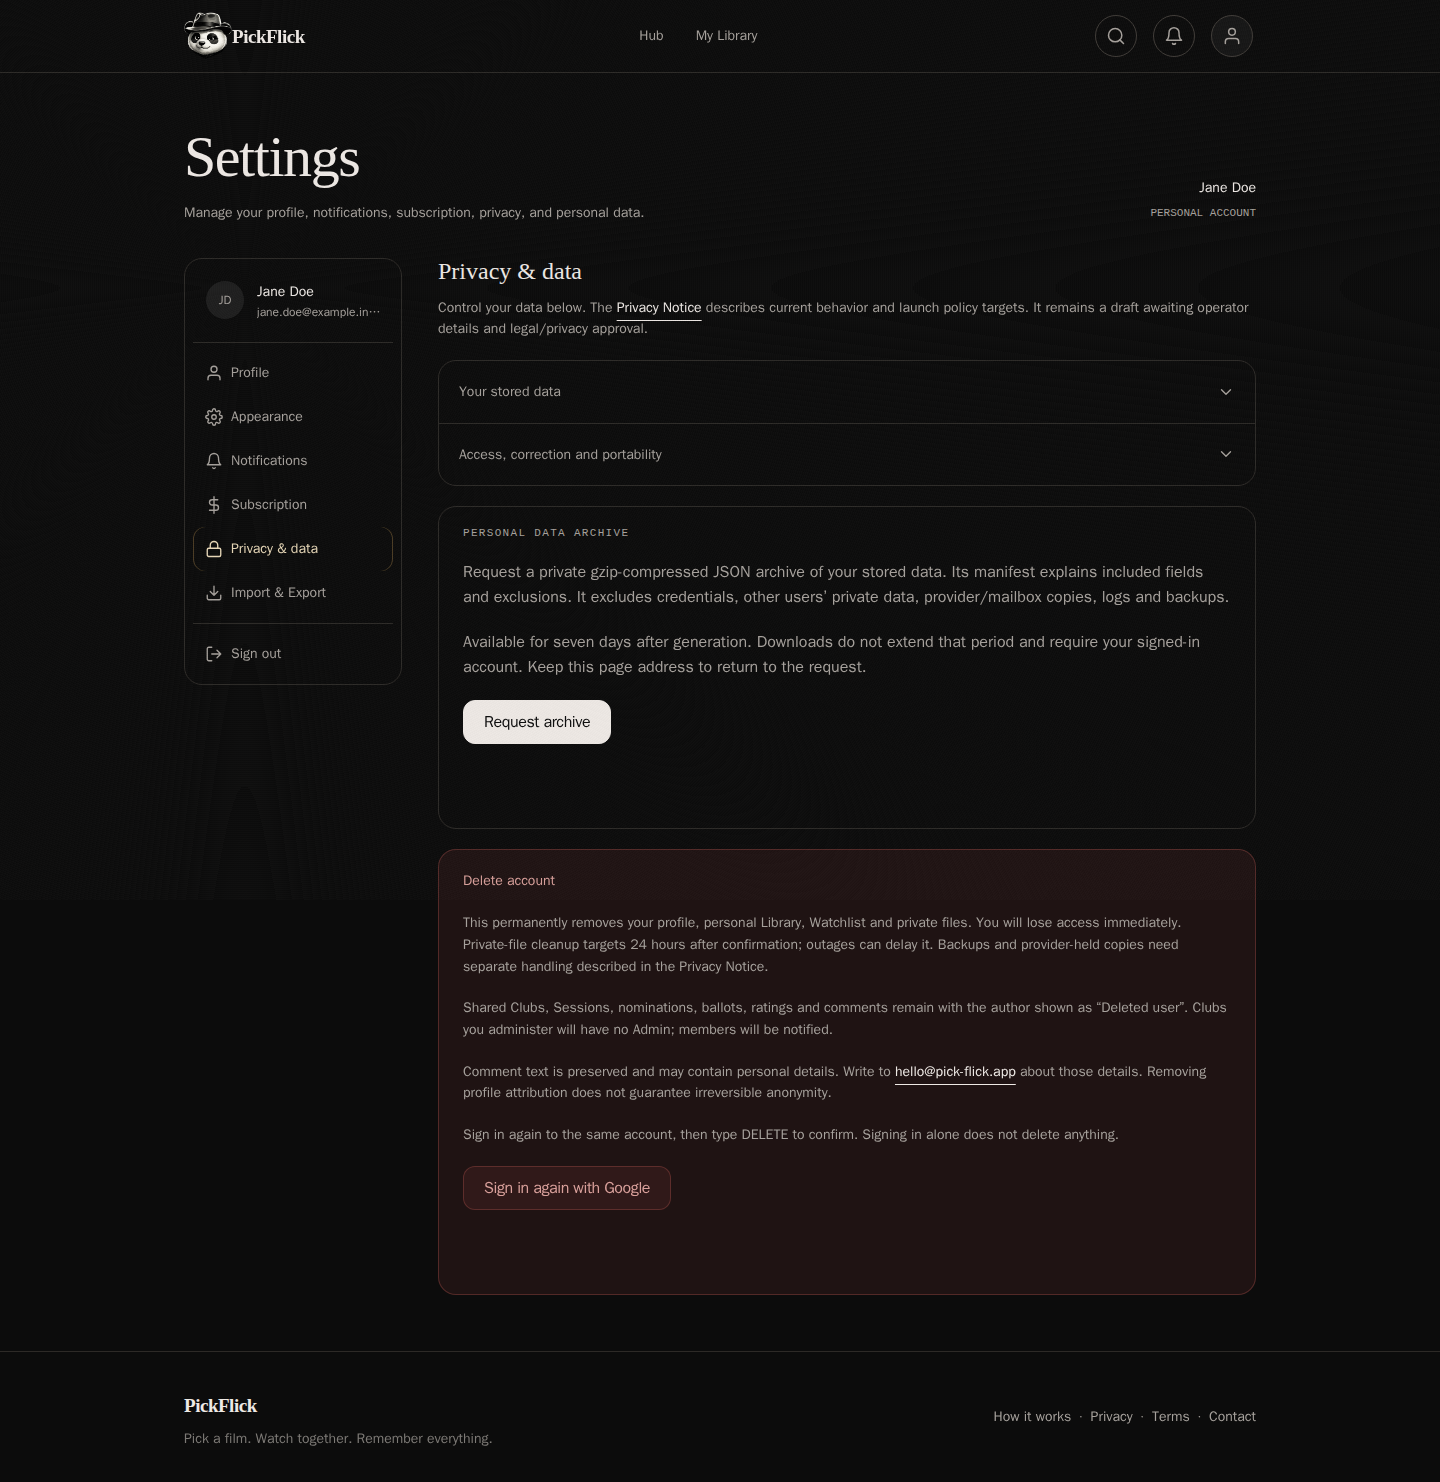 PickFlick
Hub
My Library
Settings
Manage your profile, notifications, subscription, privacy, and personal data.
Jane Doe
PERSONAL ACCOUNT
JD
Jane Doe
jane.doe@example.in···
Profile
Appearance
Notifications
Subscription
Privacy & data
Import & Export
Sign out
Privacy & data
Control your data below. The Privacy Notice describes current behavior and launch policy targets. It remains a draft awaiting operator
details and legal/privacy approval.
Your stored data
Access, correction and portability
PERSONAL DATA ARCHIVE
Request a private gzip-compressed JSON archive of your stored data. Its manifest explains included fields
and exclusions. It excludes credentials, other users' private data, provider/mailbox copies, logs and backups.
Available for seven days after generation. Downloads do not extend that period and require your signed-in
account. Keep this page address to return to the request.
Request archive
Delete account
This permanently removes your profile, personal Library, Watchlist and private files. You will lose access immediately.
Private-file cleanup targets 24 hours after confirmation; outages can delay it. Backups and provider-held copies need
separate handling described in the Privacy Notice.
Shared Clubs, Sessions, nominations, ballots, ratings and comments remain with the author shown as “Deleted user”. Clubs
you administer will have no Admin; members will be notified.
Comment text is preserved and may contain personal details. Write to hello@pick-flick.app about those details. Removing
profile attribution does not guarantee irreversible anonymity.
Sign in again to the same account, then type DELETE to confirm. Signing in alone does not delete anything.
Sign in again with Google
PickFlick
Pick a film. Watch together. Remember everything.
How it works · Privacy · Terms · Contact